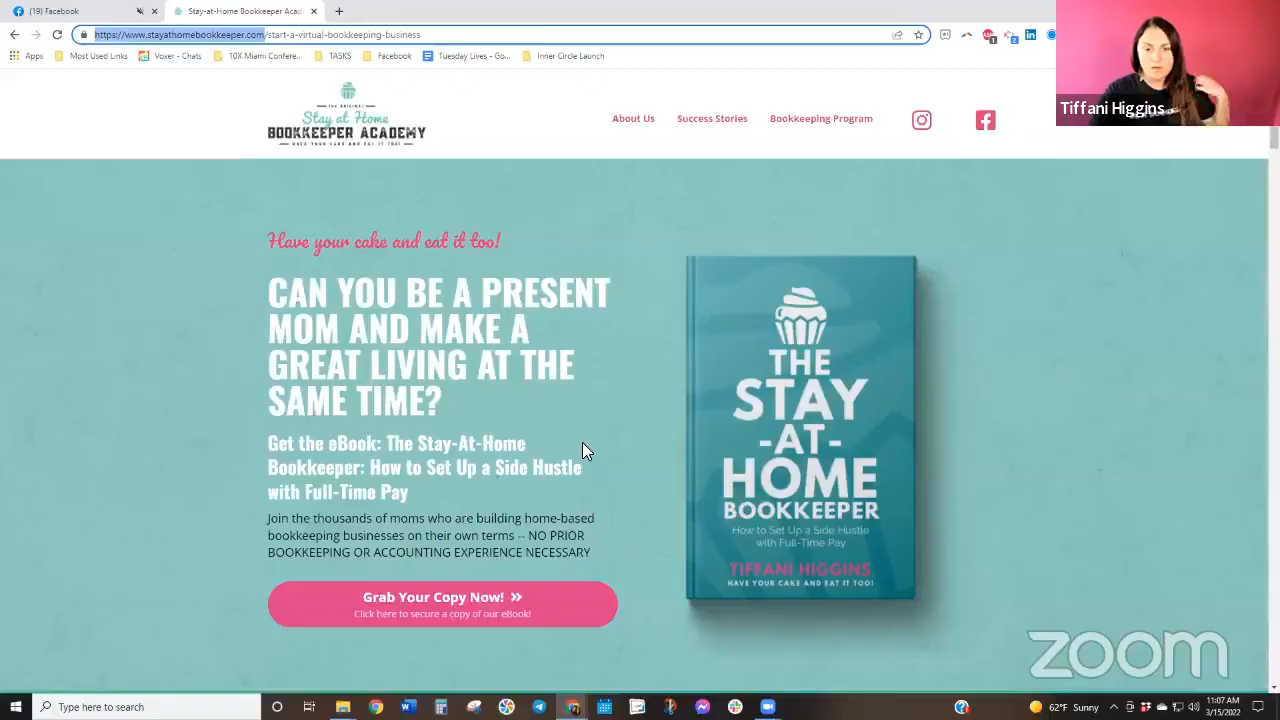 (19) Facebook
Stay-at-Home Bookkeeper Academy
https://www.stayathomebookkeeper.com/start-a-virtual-bookkeeping-business
Apps
Most Used Links
Voxer - Chats
10X Miami Confere...
TASKS
Facebook
Tuesday Lives - Go...
Inner Circle Launch
Tiffani Higgins
THE ORIGINAL
Stay at Home
BOOKKEEPER ACADEMY
HAVE YOUR CAKE AND EAT IT TOO!
About Us
Success Stories
Bookkeeping Program
Have your cake and eat it too!
CAN YOU BE A PRESENT
MOM AND MAKE A
GREAT LIVING AT THE
SAME TIME?
Get the eBook: The Stay-At-Home
Bookkeeper: How to Set Up a Side Hustle
with Full-Time Pay
Join the thousands of moms who are building home-based
bookkeeping businesses on their own terms -- NO PRIOR
BOOKKEEPING OR ACCOUNTING EXPERIENCE NECESSARY
Grab Your Copy Now! »
Click here to secure a copy of our eBook!
THE
STAY
-AT-
HOME
BOOKKEEPER
How to Set Up a Side Hustle
with Full-Time Pay
TIFFANI HIGGINS
HAVE YOUR CAKE AND EAT IT TOO!
zoom
Type here to search
62°F Sunny
11:07 AM
3/15/2022